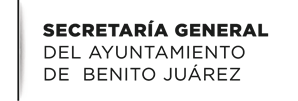 SECRETARÍA GENERAL
DEL AYUNTAMIENTO
DE BENITO JUÁREZ